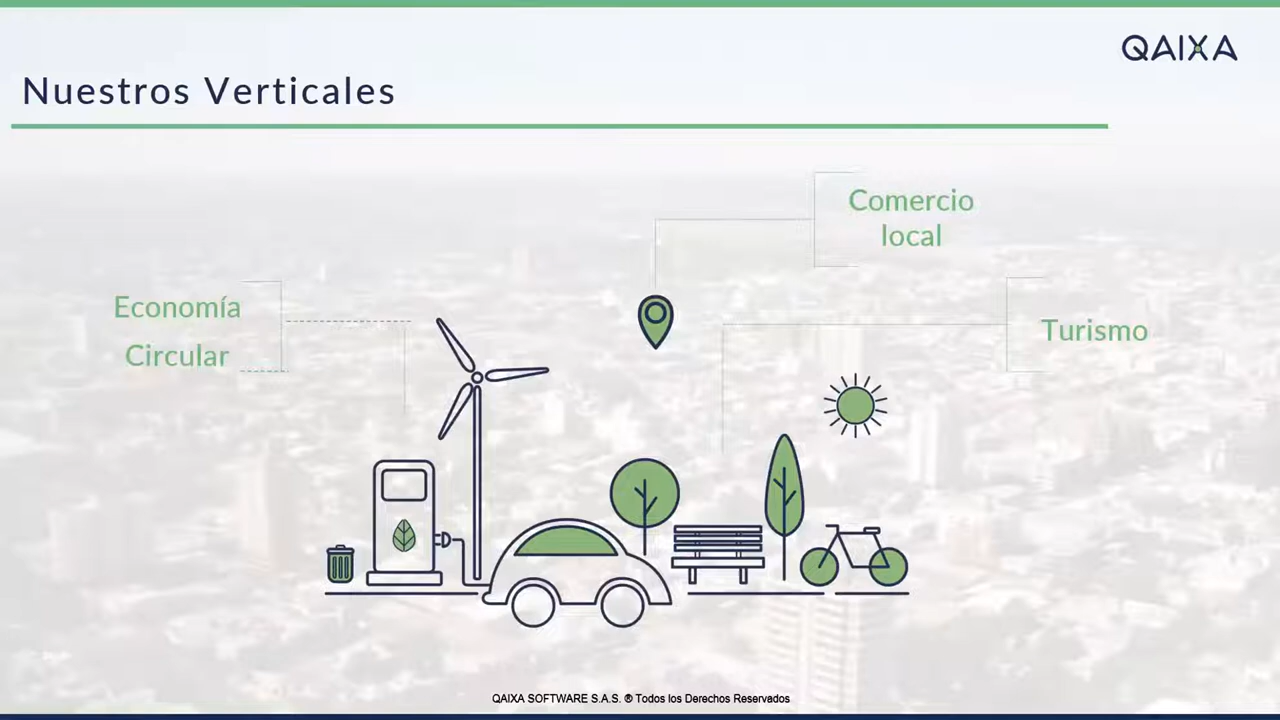 QAIXA
Nuestros Verticales
Comercio
local
Economía
Circular
Turismo
QAIXA SOFTWARE S.A.S. ® Todos los Derechos Reservados